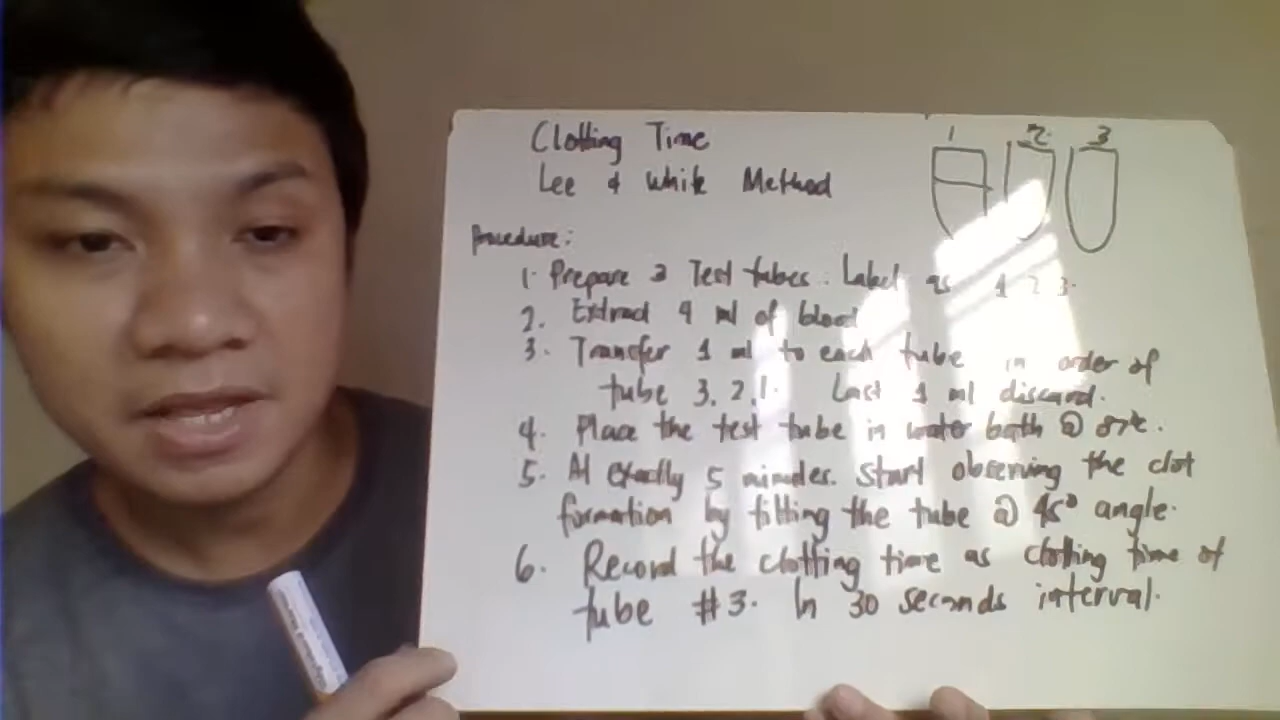 1 2 3
Clotting Time
Lee & White Method
Procedure:
1. Prepare 3 Test tubes. Label as 1 2 3.
2. Extract 4 ml of blood
3. Transfer 1 ml to each tube in order of
tube 3, 2, 1. Last 1 ml discard.
4. Place the test tube in water bath @ 37°c.
5. At exactly 5 minutes. Start observing the clot
formation by tilting the tube @ 45° angle.
6. Record the clotting time as clotting time of
tube #3. In 30 seconds interval.